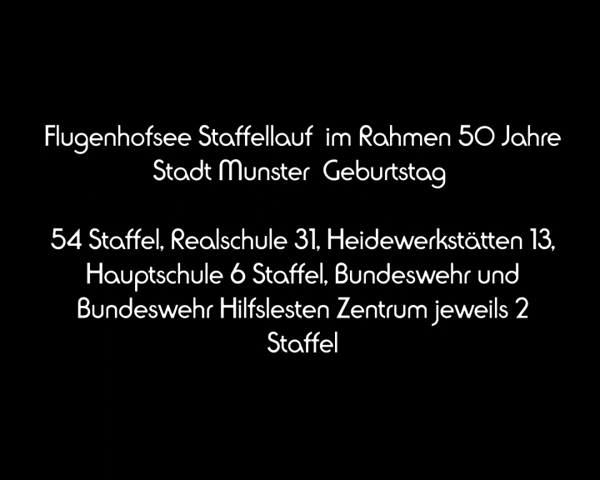 Flugenhofsee Staffellauf im Rahmen 50 Jahre
Stadt Munster Geburtstag
54 Staffel, Realschule 31, Heidewerkstätten 13,
Hauptschule 6 Staffel, Bundeswehr und
Bundeswehr Hilfslesten Zentrum jeweils 2
Staffel